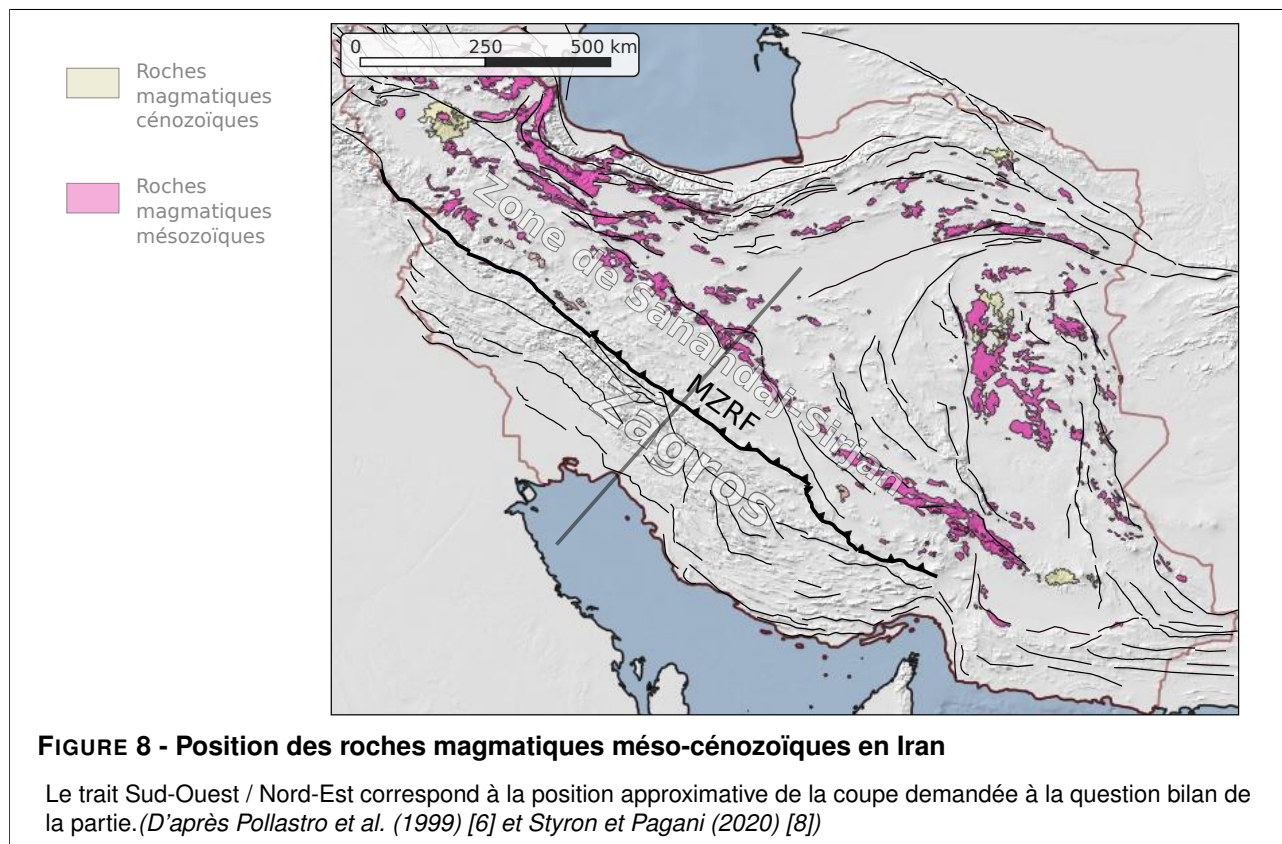 0 250 500 km
Roches
magmatiques
cénozoïques
Roches
magmatiques
mésozoïques
Zone de Sanandaj-Sirjan
MZRF
Zagros
FIGURE 8 - Position des roches magmatiques méso-cénozoïques en Iran
Le trait Sud-Ouest / Nord-Est correspond à la position approximative de la coupe demandée à la question bilan de
la partie.(D'après Pollastro et al. (1999) [6] et Styron et Pagani (2020) [8])